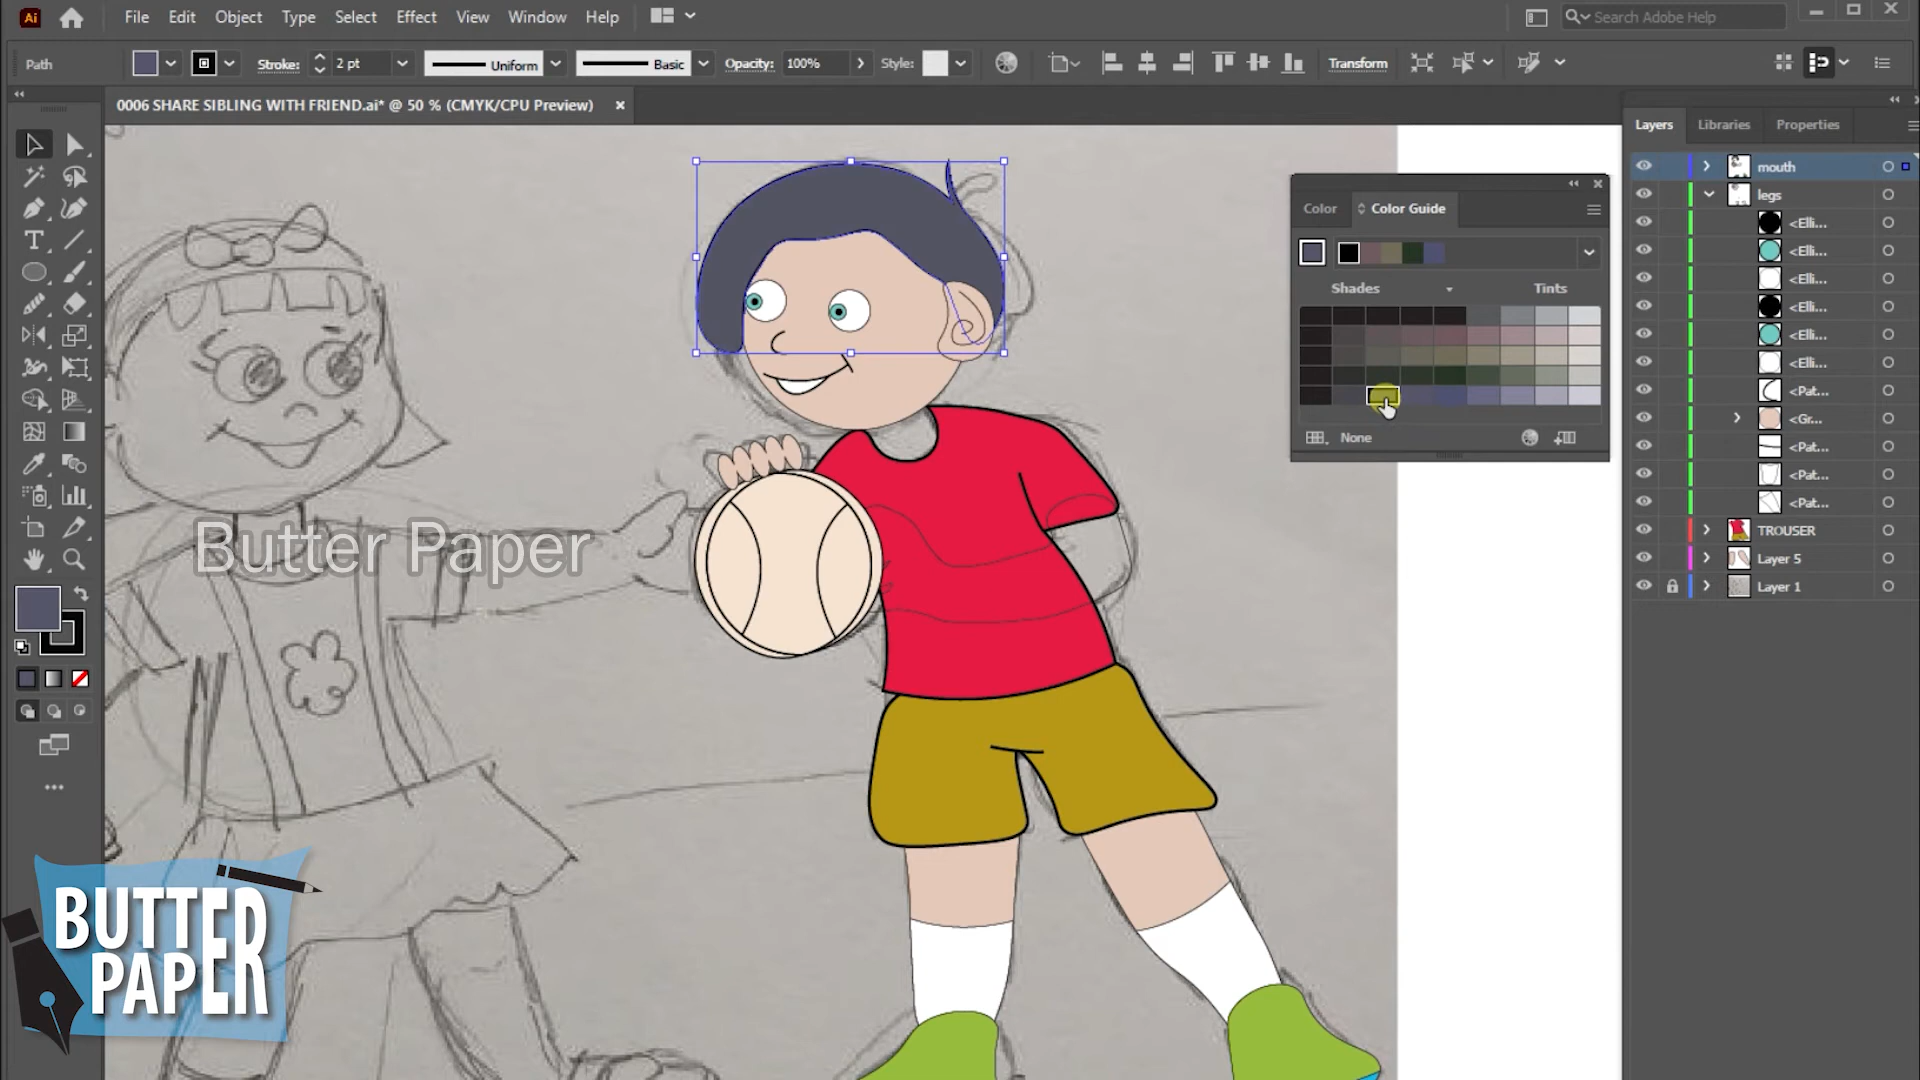 Ai File Edit Object Type Select Effect View Window Help Search Adobe Help
Path Stroke: 2 pt Uniform Basic Opacity: 100% Style: Transform
0006 SHARE SIBLING WITH FRIEND.ai* @ 50 % (CMYK/CPU Preview) ×
Layers Libraries Properties
mouth
legs
<Elli...
<Elli...
<Elli...
<Elli...
<Elli...
<Elli...
<Pat...
<Gr...
<Pat...
<Pat...
<Pat...
TROUSER
Layer 5
Layer 1
Color Color Guide
Shades Tints
None
Butter Paper
BUTTER
PAPER